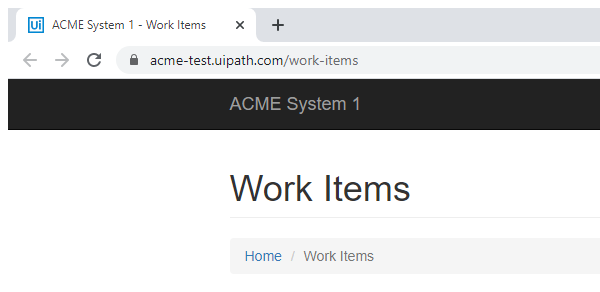 Ui ACME System 1 - Work Items
acme-test.uipath.com/work-items
ACME System 1
Work Items
Home / Work Items